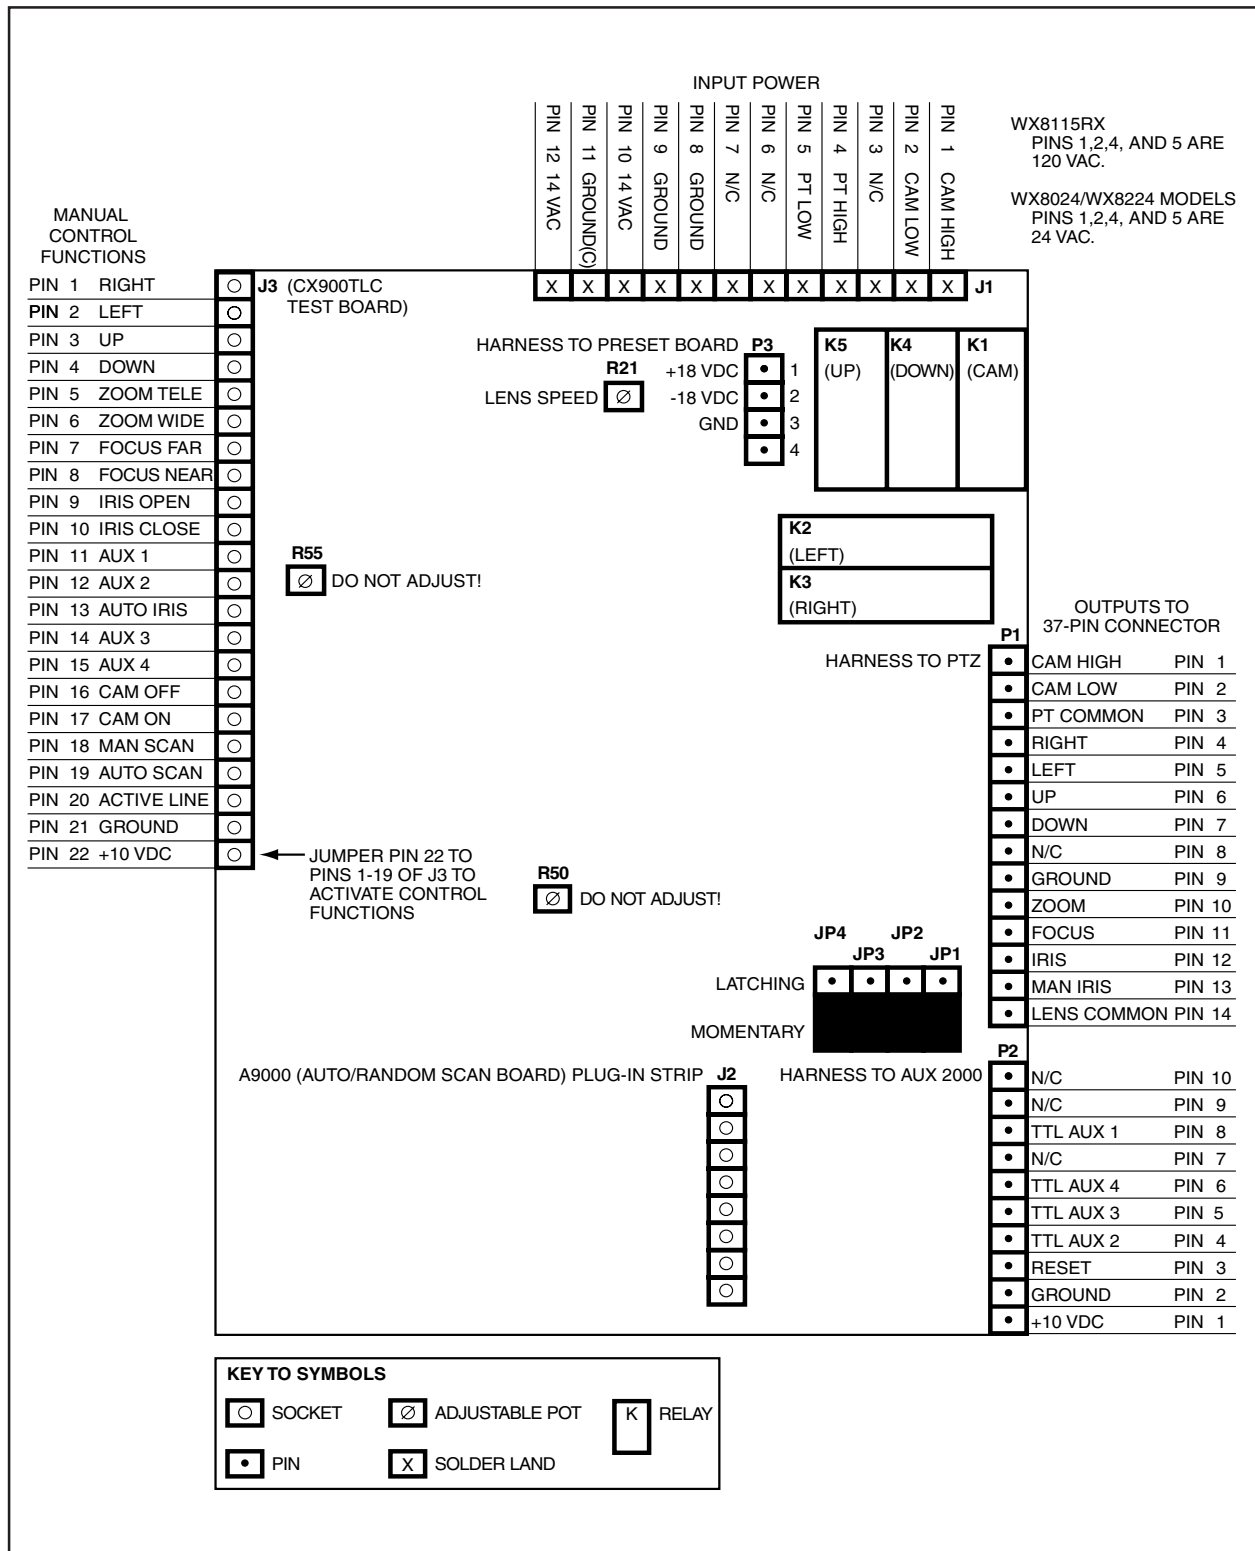 INPUT POWER
PIN 12 14 VAC
PIN 11 GROUND(C)
PIN 10 14 VAC
PIN 9 GROUND
PIN 8 GROUND
PIN 7 N/C
PIN 6 N/C
PIN 5 PT LOW
PIN 4 PT HIGH
PIN 3 N/C
PIN 2 CAM LOW
PIN 1 CAM HIGH
WX8115RX
PINS 1,2,4, AND 5 ARE
120 VAC.
WX8024/WX8224 MODELS
PINS 1,2,4, AND 5 ARE
24 VAC.
MANUAL
CONTROL
FUNCTIONS
PIN 1 RIGHT
PIN 2 LEFT
PIN 3 UP
PIN 4 DOWN
PIN 5 ZOOM TELE
PIN 6 ZOOM WIDE
PIN 7 FOCUS FAR
PIN 8 FOCUS NEAR
PIN 9 IRIS OPEN
PIN 10 IRIS CLOSE
PIN 11 AUX 1
PIN 12 AUX 2
PIN 13 AUTO IRIS
PIN 14 AUX 3
PIN 15 AUX 4
PIN 16 CAM OFF
PIN 17 CAM ON
PIN 18 MAN SCAN
PIN 19 AUTO SCAN
PIN 20 ACTIVE LINE
PIN 21 GROUND
PIN 22 +10 VDC
J3 (CX900TLC
TEST BOARD)
X X X X X X X X X X X X J1
HARNESS TO PRESET BOARD P3
R21
LENS SPEED
+18 VDC 1
-18 VDC 2
GND 3
4
K5
(UP)
K4
(DOWN)
K1
(CAM)
K2
(LEFT)
K3
(RIGHT)
R55
DO NOT ADJUST!
OUTPUTS TO
37-PIN CONNECTOR
P1
HARNESS TO PTZ
CAM HIGH PIN 1
CAM LOW PIN 2
PT COMMON PIN 3
RIGHT PIN 4
LEFT PIN 5
UP PIN 6
DOWN PIN 7
N/C PIN 8
GROUND PIN 9
ZOOM PIN 10
FOCUS PIN 11
IRIS PIN 12
MAN IRIS PIN 13
LENS COMMON PIN 14
JUMPER PIN 22 TO
PINS 1-19 OF J3 TO
ACTIVATE CONTROL
FUNCTIONS
R50
DO NOT ADJUST!
JP4 JP2
JP3 JP1
LATCHING
MOMENTARY
A9000 (AUTO/RANDOM SCAN BOARD) PLUG-IN STRIP J2
P2
HARNESS TO AUX 2000
N/C PIN 10
N/C PIN 9
TTL AUX 1 PIN 8
N/C PIN 7
TTL AUX 4 PIN 6
TTL AUX 3 PIN 5
TTL AUX 2 PIN 4
RESET PIN 3
GROUND PIN 2
+10 VDC PIN 1
KEY TO SYMBOLS
SOCKET
ADJUSTABLE POT
K RELAY
PIN
X SOLDER LAND